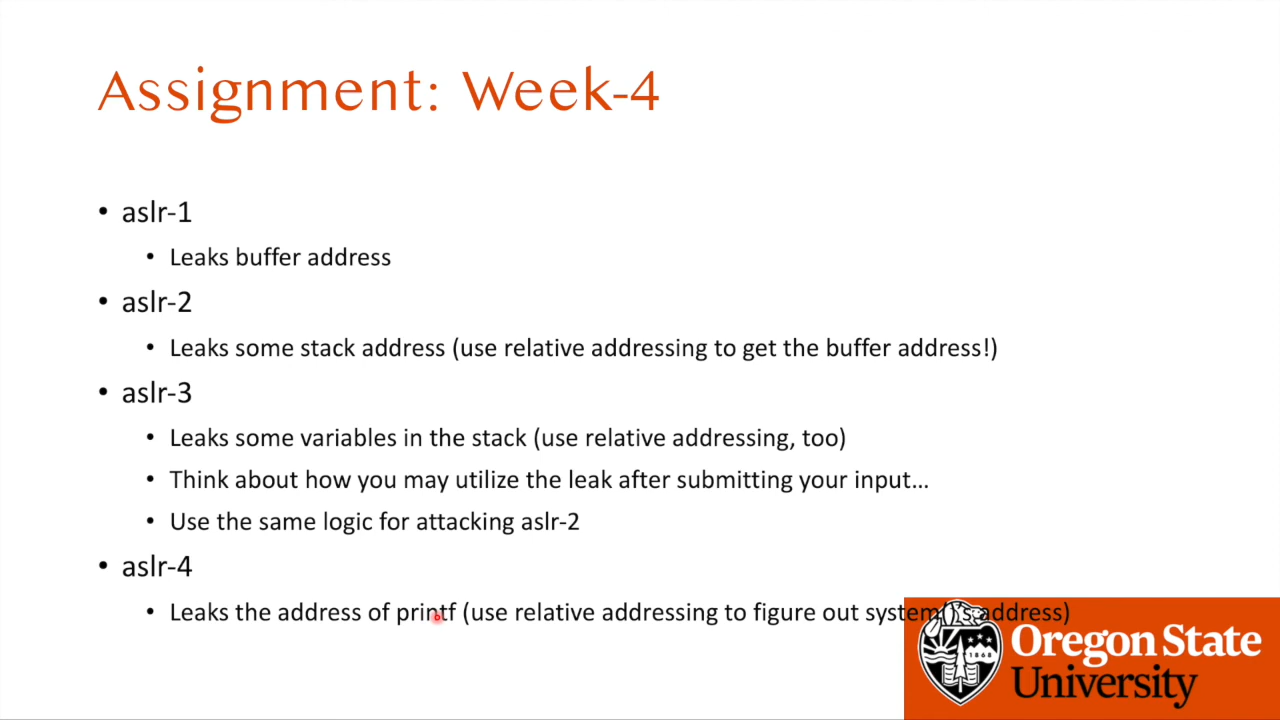 Assignment: Week-4
• aslr-1
• Leaks buffer address
• aslr-2
• Leaks some stack address (use relative addressing to get the buffer address!)
• aslr-3
• Leaks some variables in the stack (use relative addressing, too)
• Think about how you may utilize the leak after submitting your input…
• Use the same logic for attacking aslr-2
• aslr-4
• Leaks the address of printf (use relative addressing to figure out system()'s address)
1868
Oregon State
University